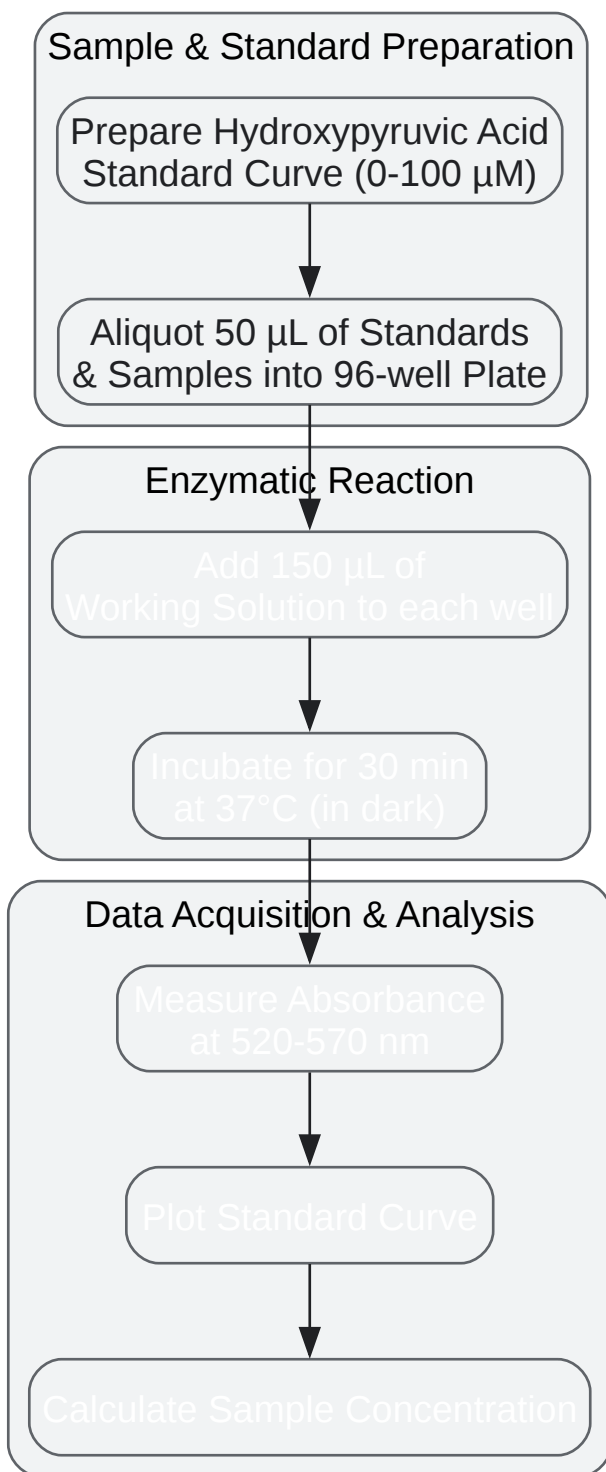 Sample & Standard Preparation
Prepare Hydroxypyruvic Acid
Standard Curve (0-100 µM)
Aliquot 50 µL of Standards
& Samples into 96-well Plate
Enzymatic Reaction
Add 150 µL of
Working Solution to each well
Incubate for 30 min
at 37°C (in dark)
Data Acquisition & Analysis
Measure Absorbance
at 520-570 nm
Plot Standard Curve
Calculate Sample Concentration